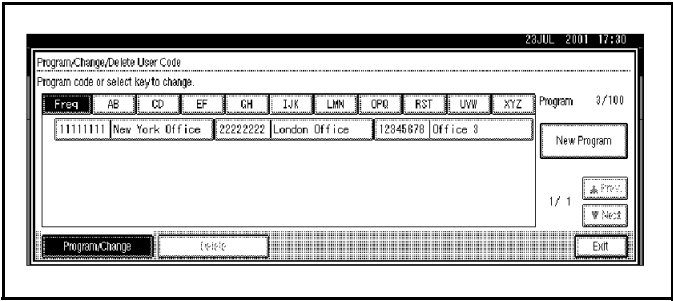 23JUL 2001 17:30
Program/Change/Delete User Code
Program code or select key to change.
Freq AB CD EF GH IJK LMN OPQ RST UVW XYZ Program 3/100
11111111 New York Office 22222222 London Office 12345678 Office 3
New Program
Prev.
1/ 1
Next
Program/Change Delete Exit